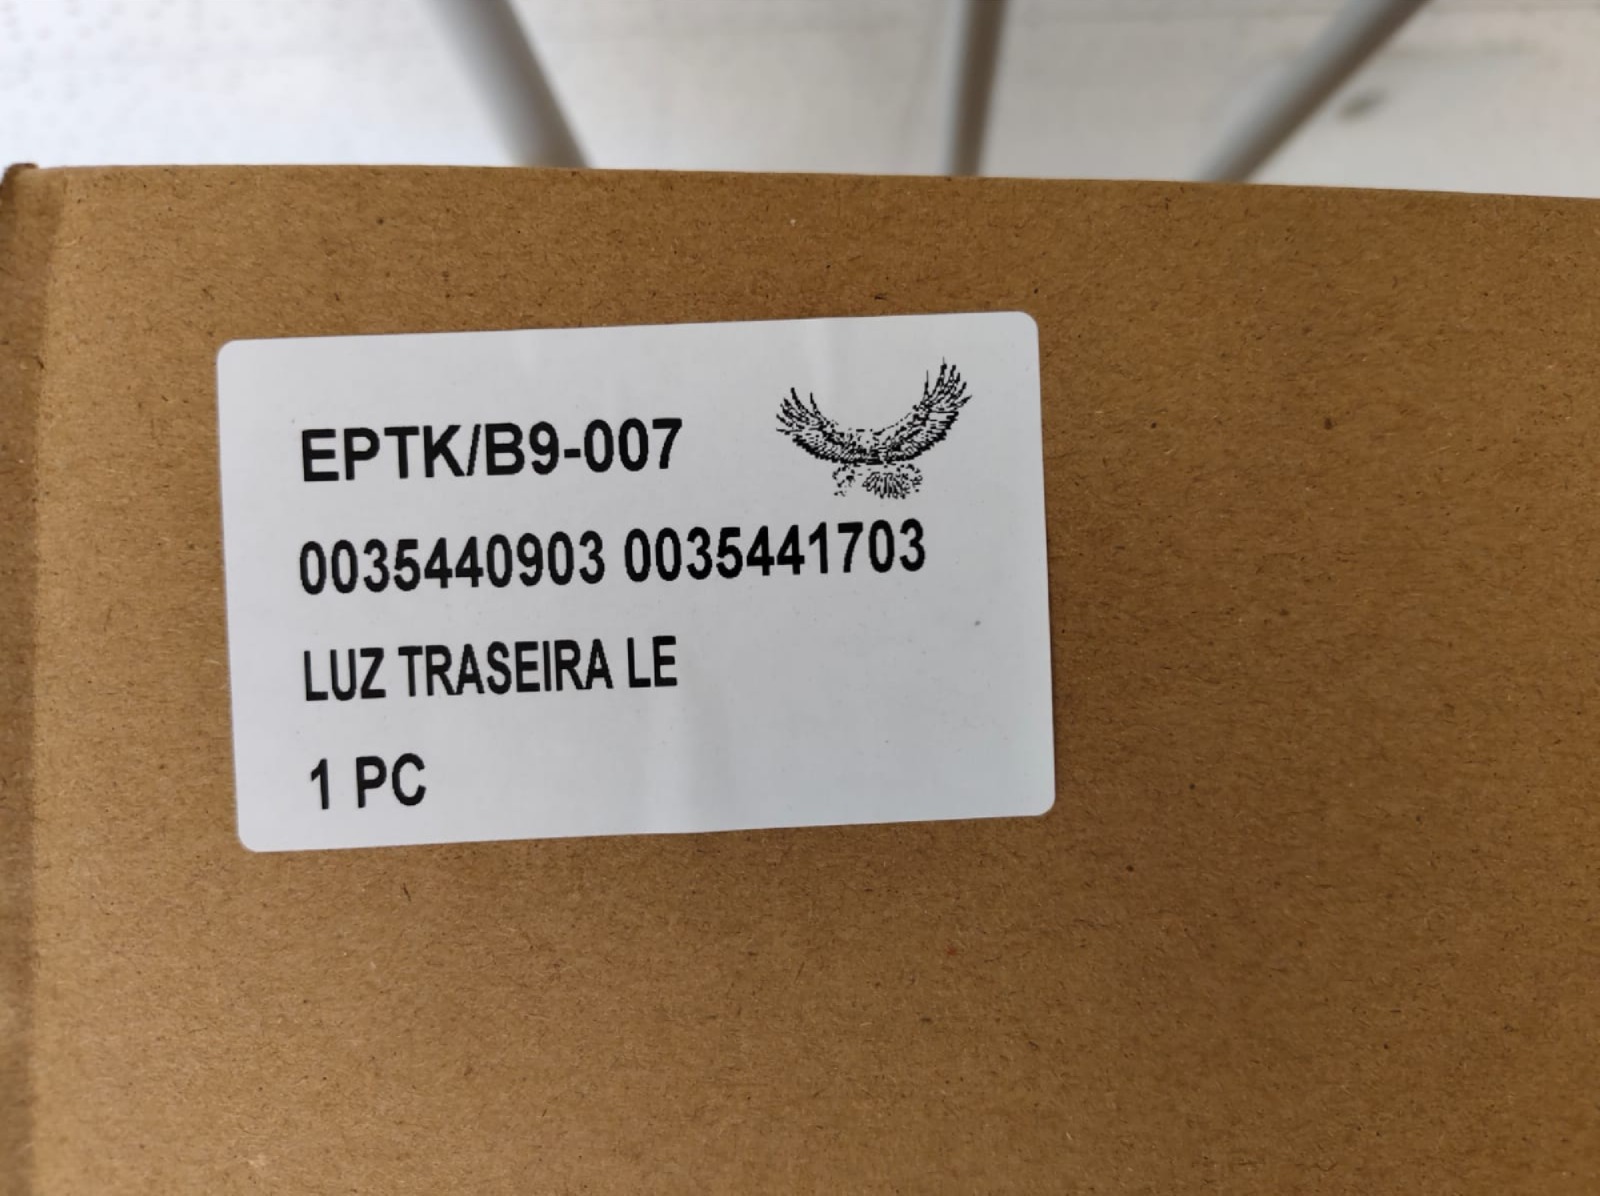 EPTK/B9-007
0035440903 0035441703
LUZ TRASEIRA LE
1 PC